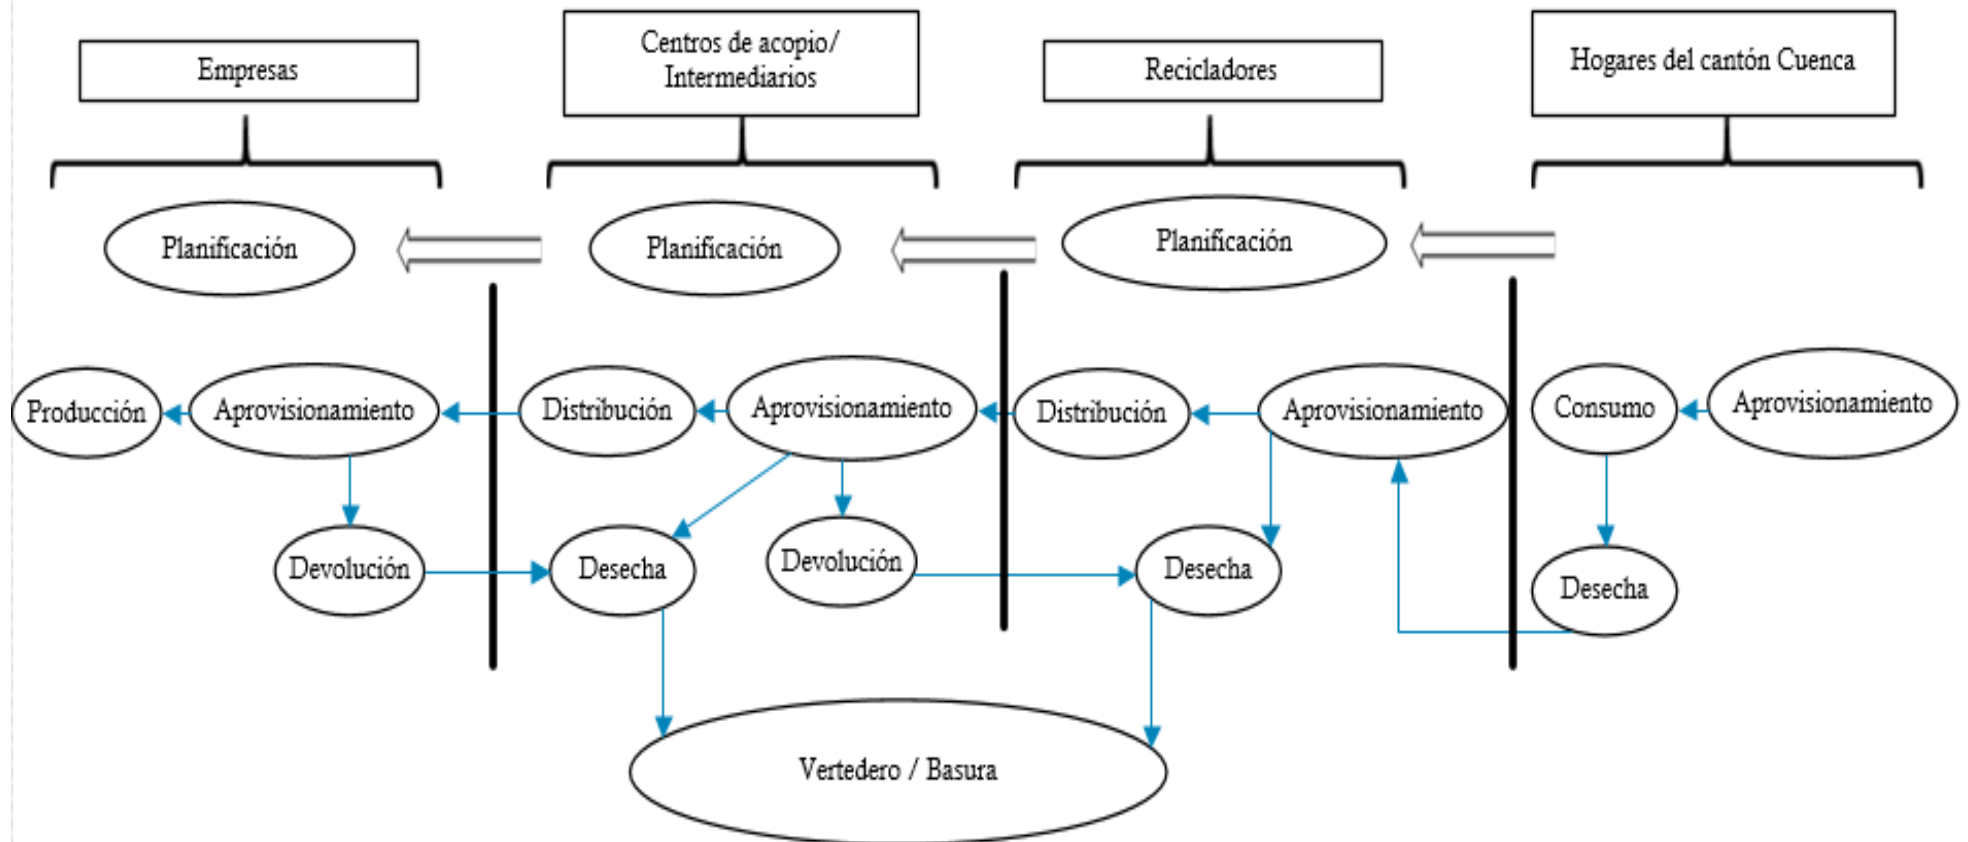 Empresas
Centros de acopio/
Intermediarios
Recicladores
Hogares del cantón Cuenca
Planificación
Planificación
Planificación
Producción
Aprovisionamiento
Distribución
Aprovisionamiento
Distribución
Aprovisionamiento
Consumo
Aprovisionamiento
Devolución
Desecha
Devolución
Desecha
Desecha
Vertedero / Basura